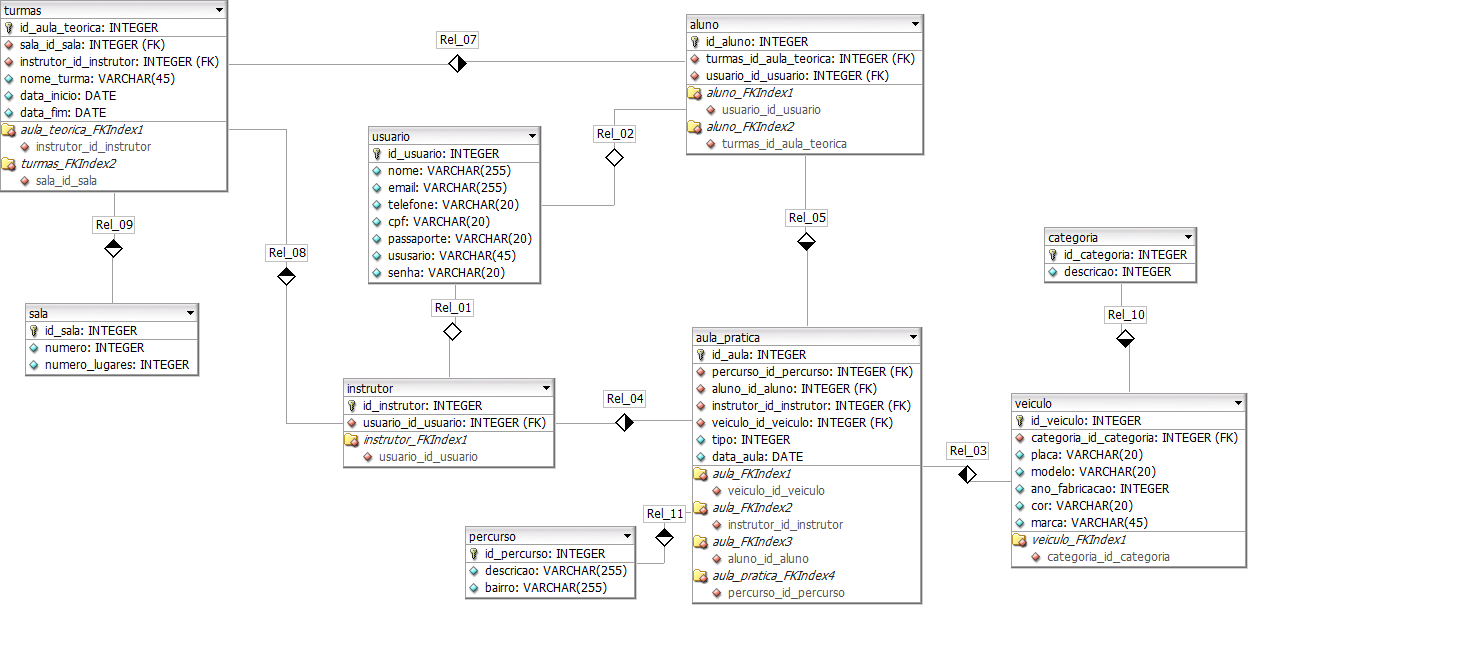 turmas
id_aula_teorica: INTEGER
sala_id_sala: INTEGER (FK)
instrutor_id_instrutor: INTEGER (FK)
nome_turma: VARCHAR(45)
data_inicio: DATE
data_fim: DATE
aula_teorica_FKIndex1
instrutor_id_instrutor
turmas_FKIndex2
sala_id_sala
Rel_07
aluno
id_aluno: INTEGER
turmas_id_aula_teorica: INTEGER (FK)
usuario_id_usuario: INTEGER (FK)
aluno_FKIndex1
usuario_id_usuario
aluno_FKIndex2
turmas_id_aula_teorica
Rel_02
usuario
id_usuario: INTEGER
nome: VARCHAR(255)
email: VARCHAR(255)
telefone: VARCHAR(20)
cpf: VARCHAR(20)
passaporte: VARCHAR(20)
ususario: VARCHAR(45)
senha: VARCHAR(20)
Rel_09
Rel_08
Rel_05
categoria
id_categoria: INTEGER
descricao: INTEGER
sala
id_sala: INTEGER
numero: INTEGER
numero_lugares: INTEGER
Rel_01
Rel_10
instrutor
id_instrutor: INTEGER
usuario_id_usuario: INTEGER (FK)
instrutor_FKIndex1
usuario_id_usuario
Rel_04
aula_pratica
id_aula: INTEGER
percurso_id_percurso: INTEGER (FK)
aluno_id_aluno: INTEGER (FK)
instrutor_id_instrutor: INTEGER (FK)
veiculo_id_veiculo: INTEGER (FK)
tipo: INTEGER
data_aula: DATE
aula_FKIndex1
veiculo_id_veiculo
aula_FKIndex2
instrutor_id_instrutor
aula_FKIndex3
aluno_id_aluno
aula_pratica_FKIndex4
percurso_id_percurso
Rel_03
veiculo
id_veiculo: INTEGER
categoria_id_categoria: INTEGER (FK)
placa: VARCHAR(20)
modelo: VARCHAR(20)
ano_fabricacao: INTEGER
cor: VARCHAR(20)
marca: VARCHAR(45)
veiculo_FKIndex1
categoria_id_categoria
Rel_11
percurso
id_percurso: INTEGER
descricao: VARCHAR(255)
bairro: VARCHAR(255)